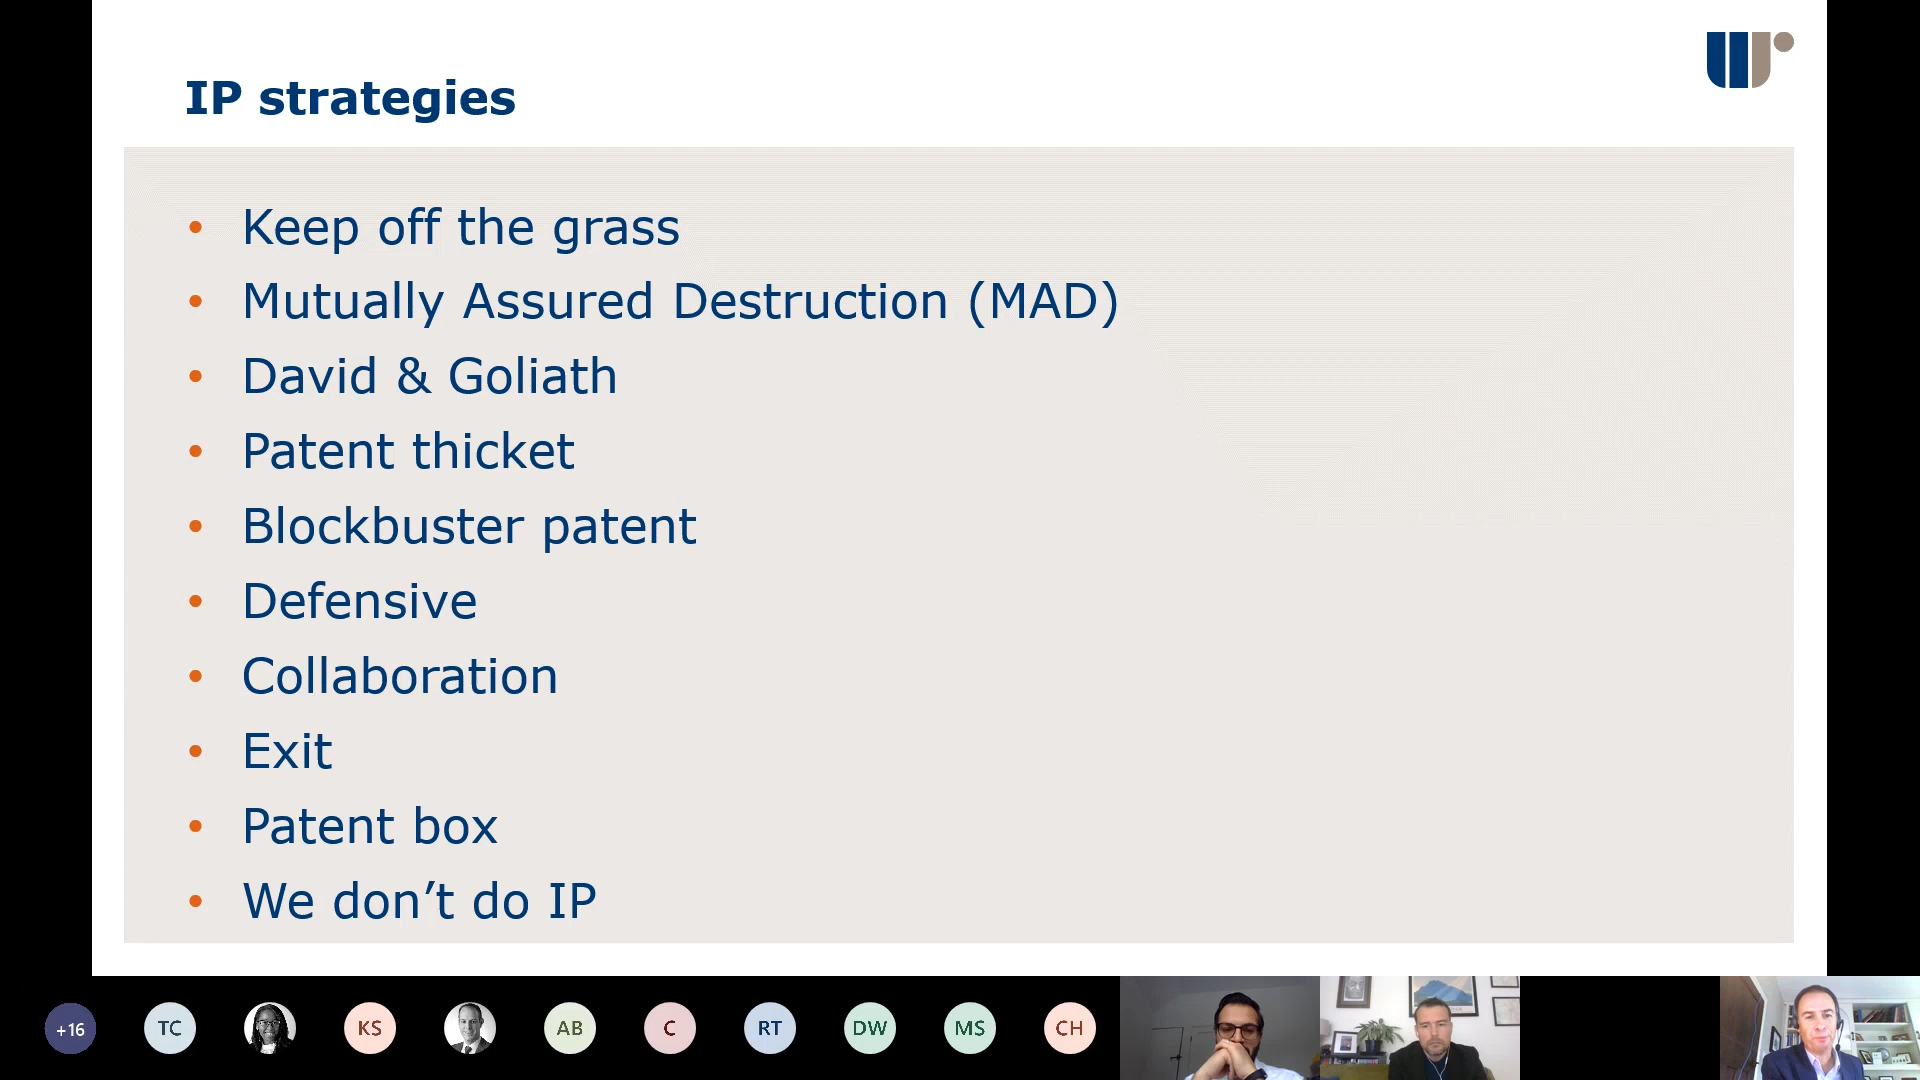 IP strategies
• Keep off the grass
• Mutually Assured Destruction (MAD)
• David & Goliath
• Patent thicket
• Blockbuster patent
• Defensive
• Collaboration
• Exit
• Patent box
• We don’t do IP
+16 TC KS AB C RT DW MS CH